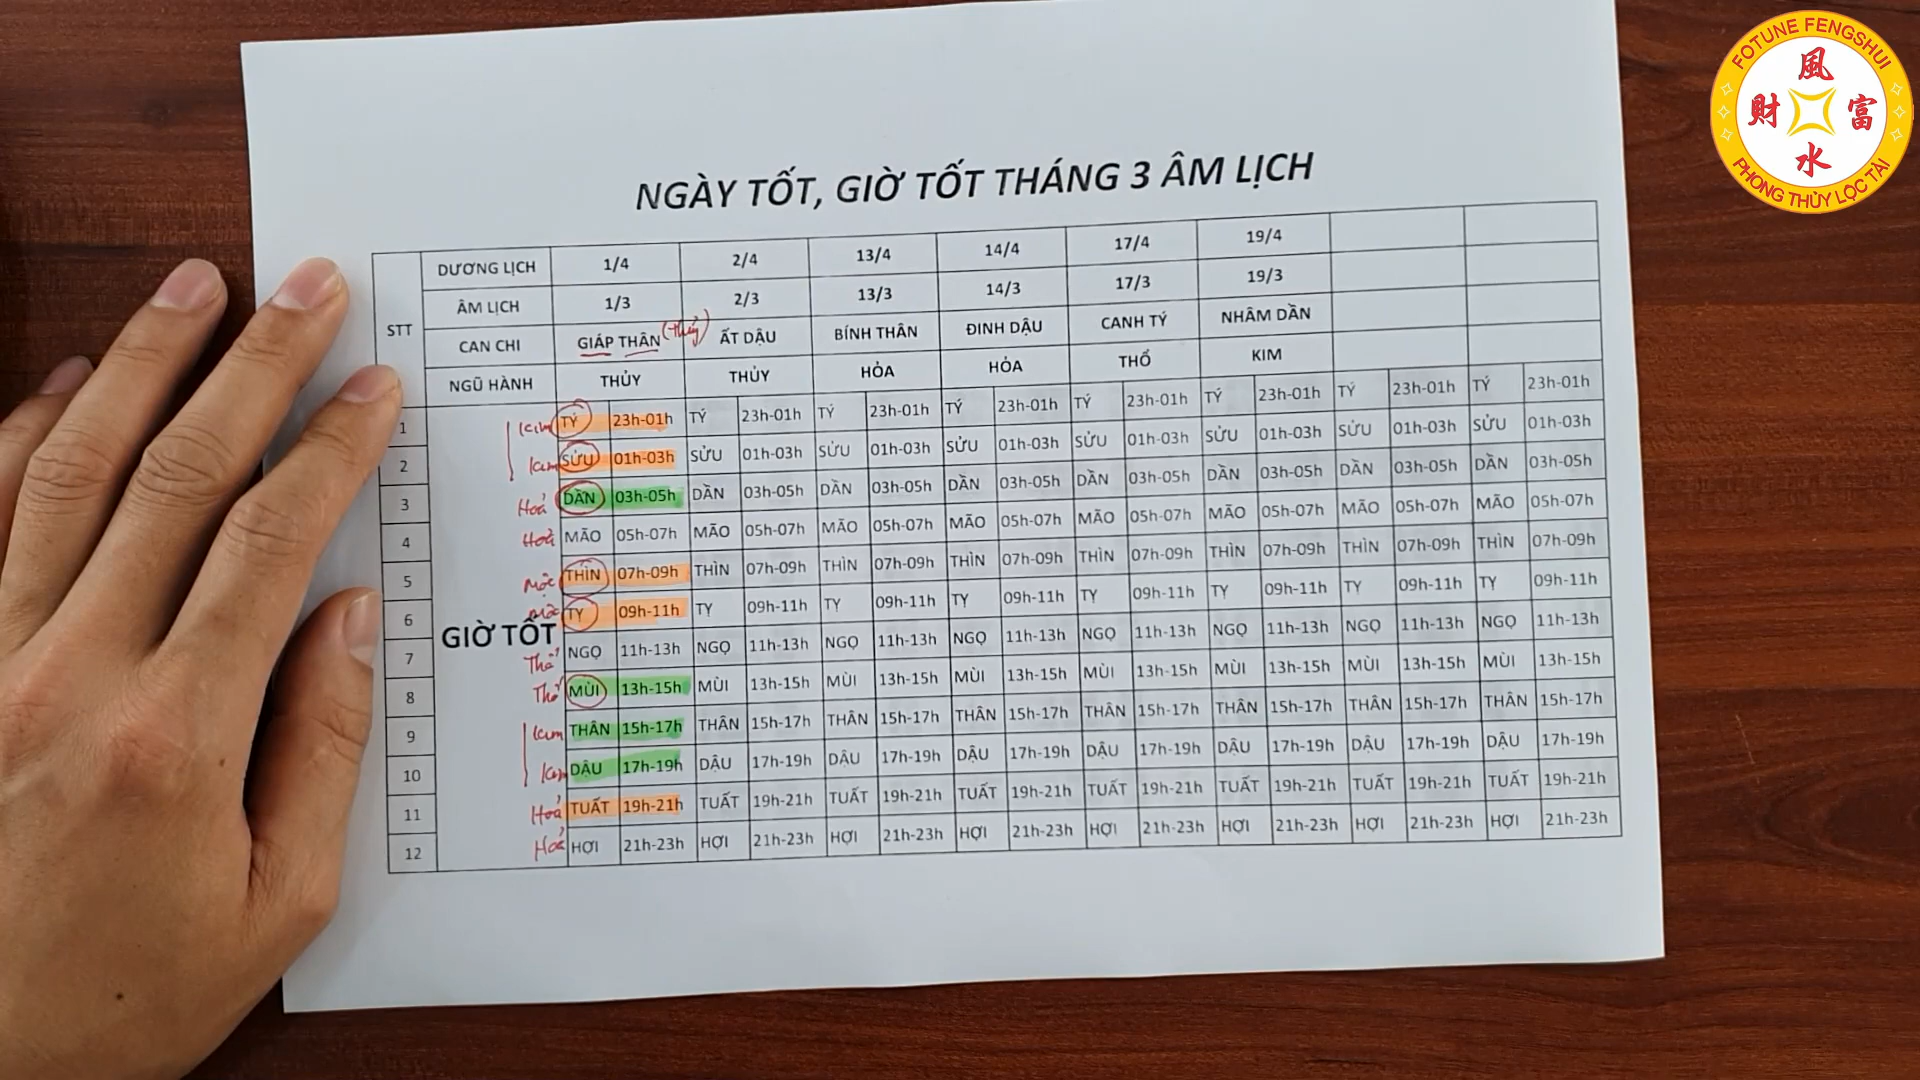 FOTUNE FENGSHUI
風
財 富
水
PHONG THỦY LỘC TÀI
NGÀY TỐT, GIỜ TỐT THÁNG 3 ÂM LỊCH
STT DƯƠNG LỊCH 1/4 2/4 13/4 14/4 17/4 19/4
ÂM LỊCH 1/3 2/3 13/3 14/3 17/3 19/3
CAN CHI GIÁP THÂN (Thủy) ẤT DẬU BÍNH THÂN ĐINH DẬU CANH TÝ NHÂM DẦN
NGŨ HÀNH THỦY THỦY HỎA HỎA THỔ KIM
1 Kim TÝ 23h-01h TÝ 23h-01h TÝ 23h-01h TÝ 23h-01h TÝ 23h-01h TÝ 23h-01h TÝ 23h-01h TÝ 23h-01h
2 Kim SỬU 01h-03h SỬU 01h-03h SỬU 01h-03h SỬU 01h-03h SỬU 01h-03h SỬU 01h-03h SỬU 01h-03h SỬU 01h-03h
3 Hoả DẦN 03h-05h DẦN 03h-05h DẦN 03h-05h DẦN 03h-05h DẦN 03h-05h DẦN 03h-05h DẦN 03h-05h DẦN 03h-05h
4 Hoả MÃO 05h-07h MÃO 05h-07h MÃO 05h-07h MÃO 05h-07h MÃO 05h-07h MÃO 05h-07h MÃO 05h-07h MÃO 05h-07h
5 Mộc THÌN 07h-09h THÌN 07h-09h THÌN 07h-09h THÌN 07h-09h THÌN 07h-09h THÌN 07h-09h THÌN 07h-09h THÌN 07h-09h
6 Mộc TỴ 09h-11h TỴ 09h-11h TỴ 09h-11h TỴ 09h-11h TỴ 09h-11h TỴ 09h-11h TỴ 09h-11h TỴ 09h-11h
GIỜ TỐT
7 Thổ NGỌ 11h-13h NGỌ 11h-13h NGỌ 11h-13h NGỌ 11h-13h NGỌ 11h-13h NGỌ 11h-13h NGỌ 11h-13h NGỌ 11h-13h
8 Thổ MÙI 13h-15h MÙI 13h-15h MÙI 13h-15h MÙI 13h-15h MÙI 13h-15h MÙI 13h-15h MÙI 13h-15h MÙI 13h-15h
9 Kim THÂN 15h-17h THÂN 15h-17h THÂN 15h-17h THÂN 15h-17h THÂN 15h-17h THÂN 15h-17h THÂN 15h-17h THÂN 15h-17h
10 Kim DẬU 17h-19h DẬU 17h-19h DẬU 17h-19h DẬU 17h-19h DẬU 17h-19h DẬU 17h-19h DẬU 17h-19h DẬU 17h-19h
11 Hoả TUẤT 19h-21h TUẤT 19h-21h TUẤT 19h-21h TUẤT 19h-21h TUẤT 19h-21h TUẤT 19h-21h TUẤT 19h-21h TUẤT 19h-21h
12 Hoả HỢI 21h-23h HỢI 21h-23h HỢI 21h-23h HỢI 21h-23h HỢI 21h-23h HỢI 21h-23h HỢI 21h-23h HỢI 21h-23h